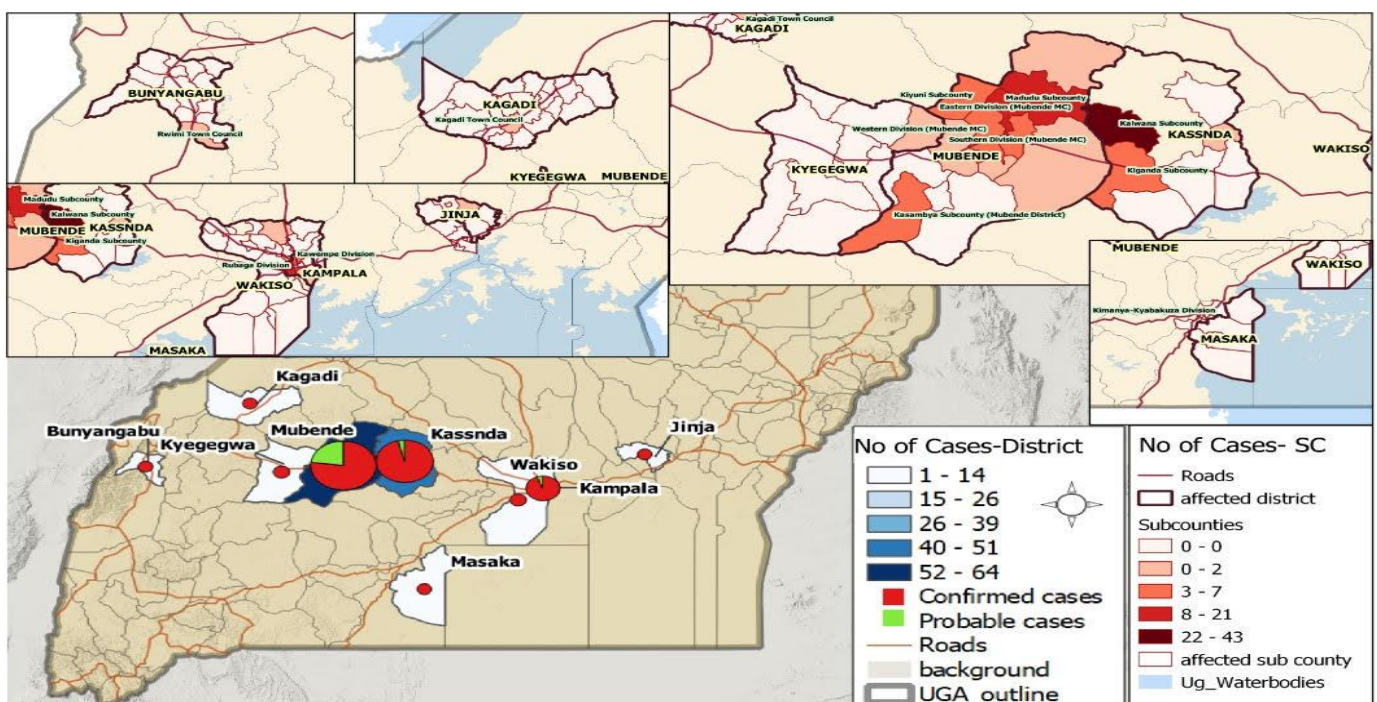 BUNYANGABU
Rwimi Town Council
KAGADI
Kagadi Town Council
KYEGEGWA
MUBENDE
Kagadi Town Council
KAGADI
Kiyuni Subcounty
Madudu Subcounty
Eastern Division (Mubende MC)
Kalwana Subcounty
Western Division (Mubende MC)
Southern Division (Mubende MC)
KASSNDA
WAKISO
MUBENDE
KYEGEGWA
Kiganda Subcounty
Kasambya Subcounty (Mubende District)
Madudu Subcounty
Kalwana Subcounty
MUBENDE
KASSNDA
Kiganda Subcounty
JINJA
Kawempe Division
Rubaga Division
KAMPALA
WAKISO
MASAKA
MUBENDE
WAKISO
Kimanya-Kyabakuza Division
MASAKA
Kagadi
Bunyangabu
Mubende
Kyegegwa
Kassnda
Jinja
Wakiso
Kampala
Masaka
No of Cases-District
1 - 14
15 - 26
26 - 39
40 - 51
52 - 64
Confirmed cases
Probable cases
Roads
background
UGA_outline
No of Cases- SC
Roads
affected district
Subcounties
0 - 0
0 - 2
3 - 7
8 - 21
22 - 43
affected sub county
Ug_Waterbodies